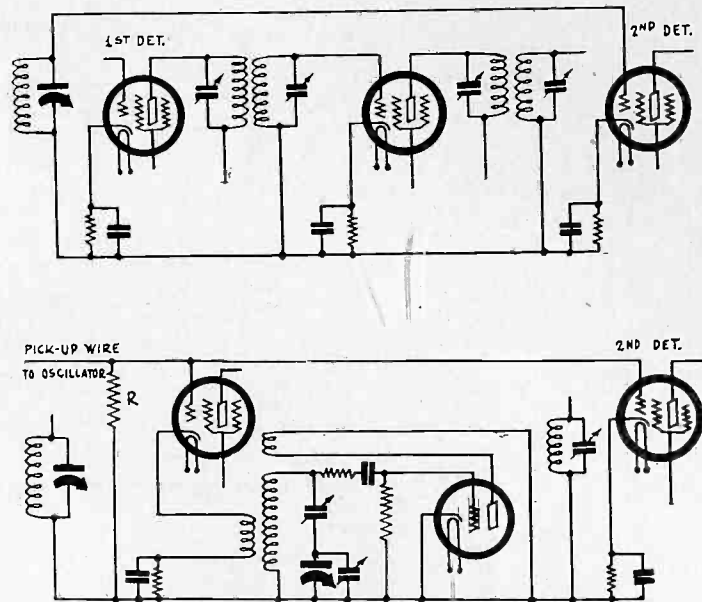 1ST DET.
2ND DET.
PICK-UP WIRE
TO OSCILLATOR
R
2ND DET.